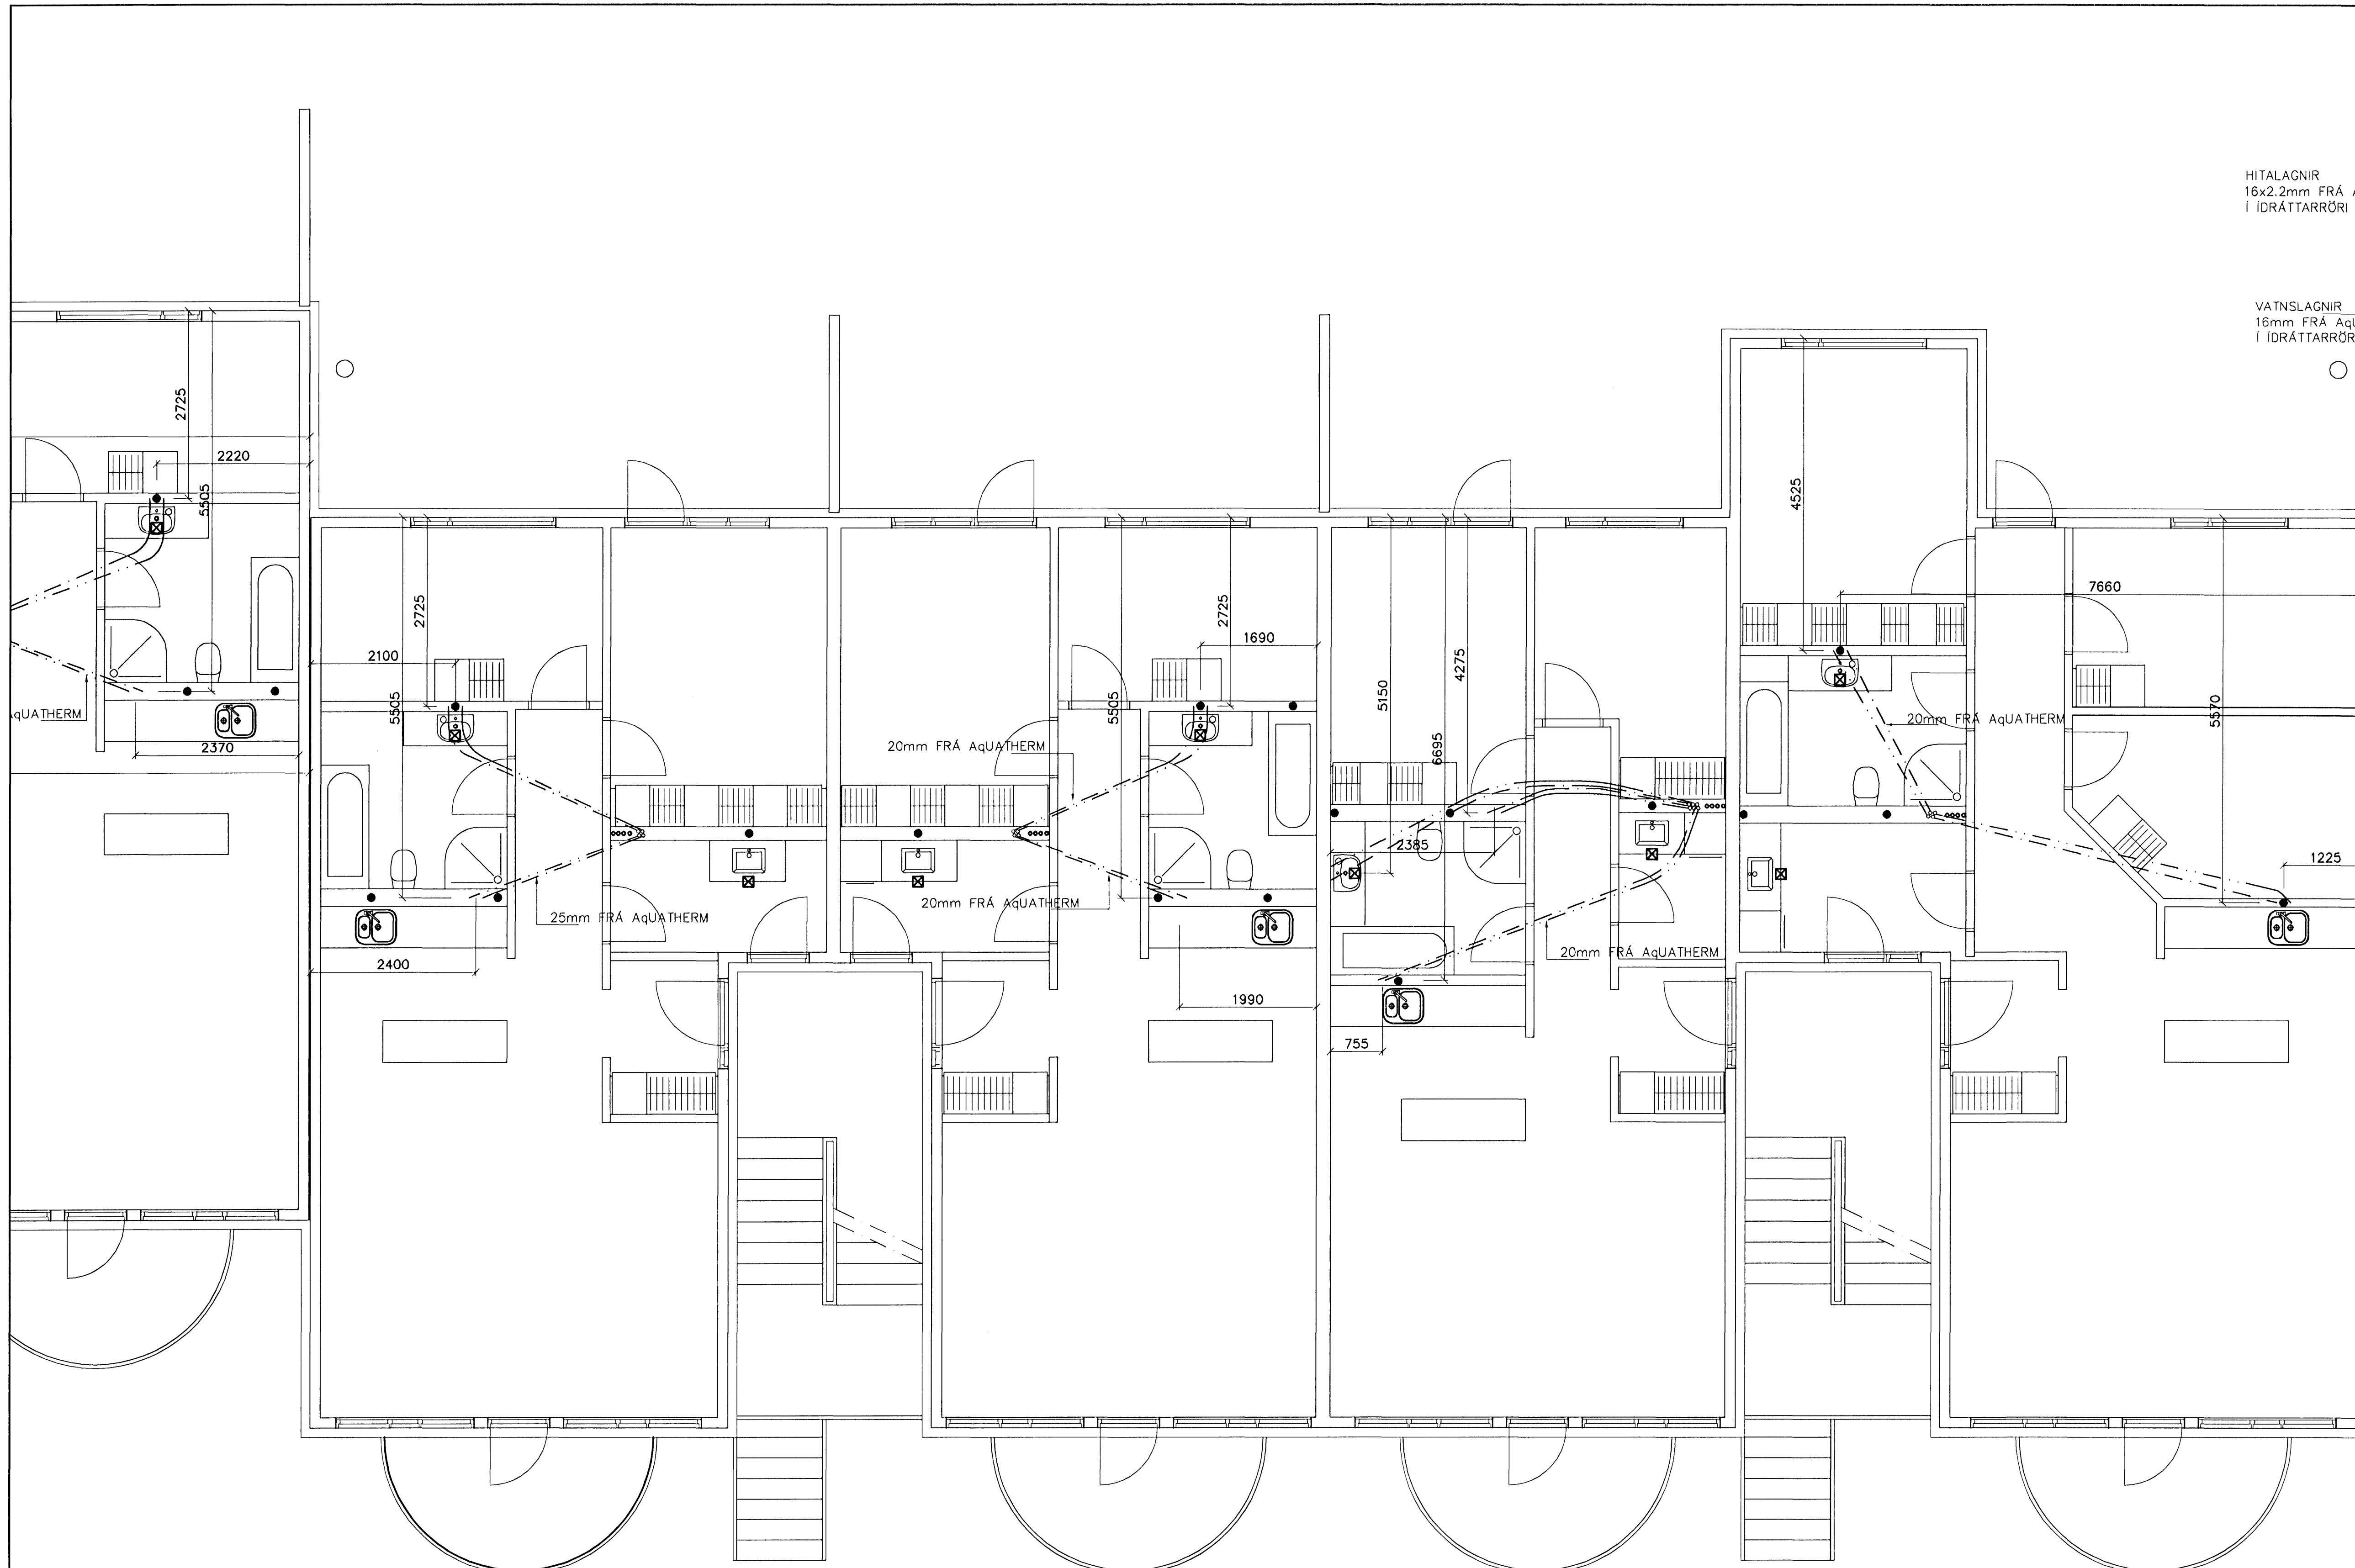 HITALAGNIR
16x2.2mm FRÁ
Í ÍDRÁTTARRÖRI
VATNSLAGNIR
16mm FRÁ AqU
Í ÍDRÁTTARRÖR
2725
2220
5505
4525
7660
2725
2100
5505
2725
1690
5505
5150
6695
4275
2385
5570
qUATHERM
2370
20mm FRÁ AqUATHERM
20mm FRÁ AqUATHERM
20mm FRÁ AqUATHERM
25mm FRÁ AqUATHERM
20mm FRÁ AqUATHERM
1225
2400
1990
755